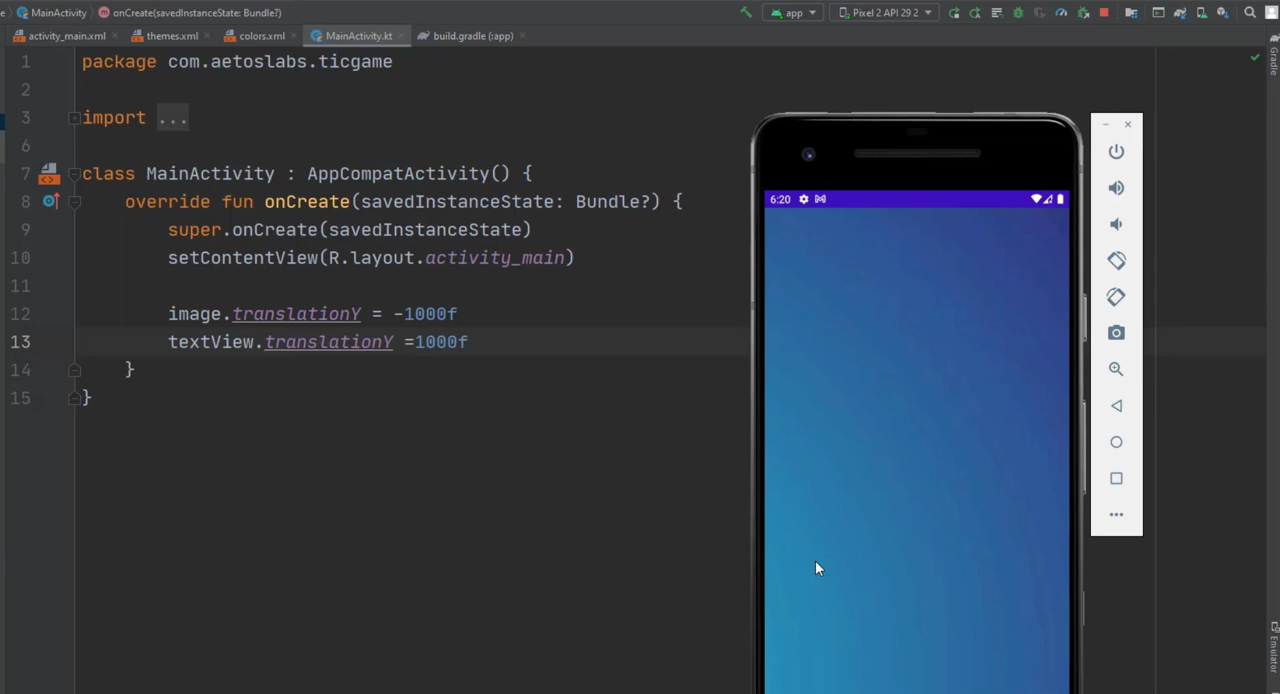 MainActivity onCreate(savedInstanceState: Bundle?) app Pixel 2 API 29 2
activity_main.xml themes.xml colors.xml MainActivity.kt build.gradle (:app)
1 package com.aetoslabs.ticgame
2
3 import ...
6
7 class MainActivity : AppCompatActivity() {
8 override fun onCreate(savedInstanceState: Bundle?) {
9 super.onCreate(savedInstanceState)
10 setContentView(R.layout.activity_main)
11
12 image.translationY = -1000f
13 textView.translationY =1000f
14 }
15 }
6:20
Gradle
Emulator